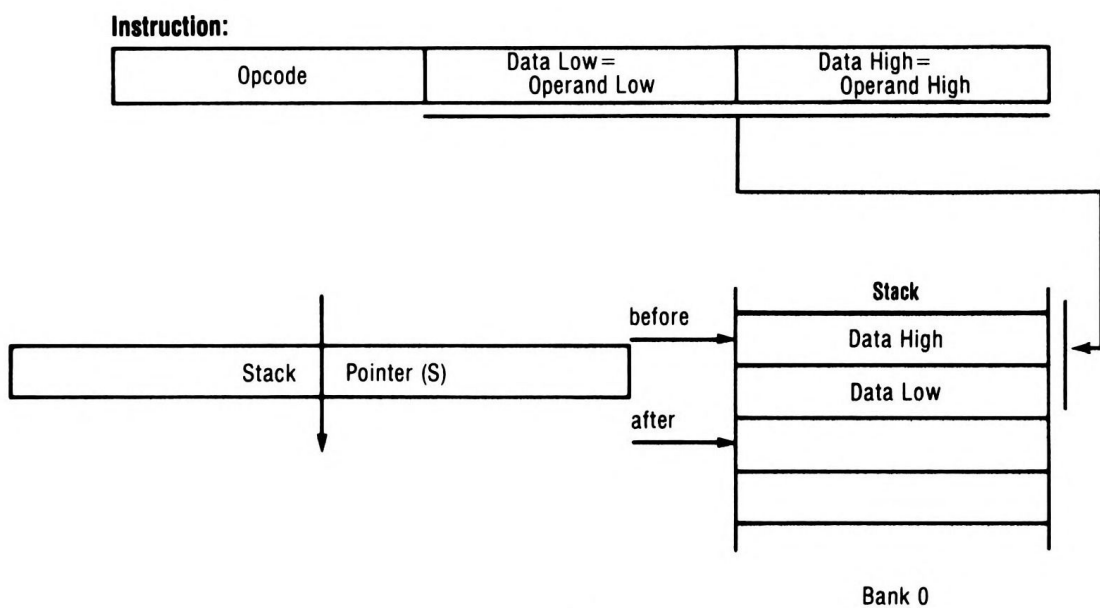 Instruction:
Opcode
Data Low=
Operand Low
Data High=
Operand High
Stack
before
Data High
Stack Pointer (S)
Data Low
after
Bank 0